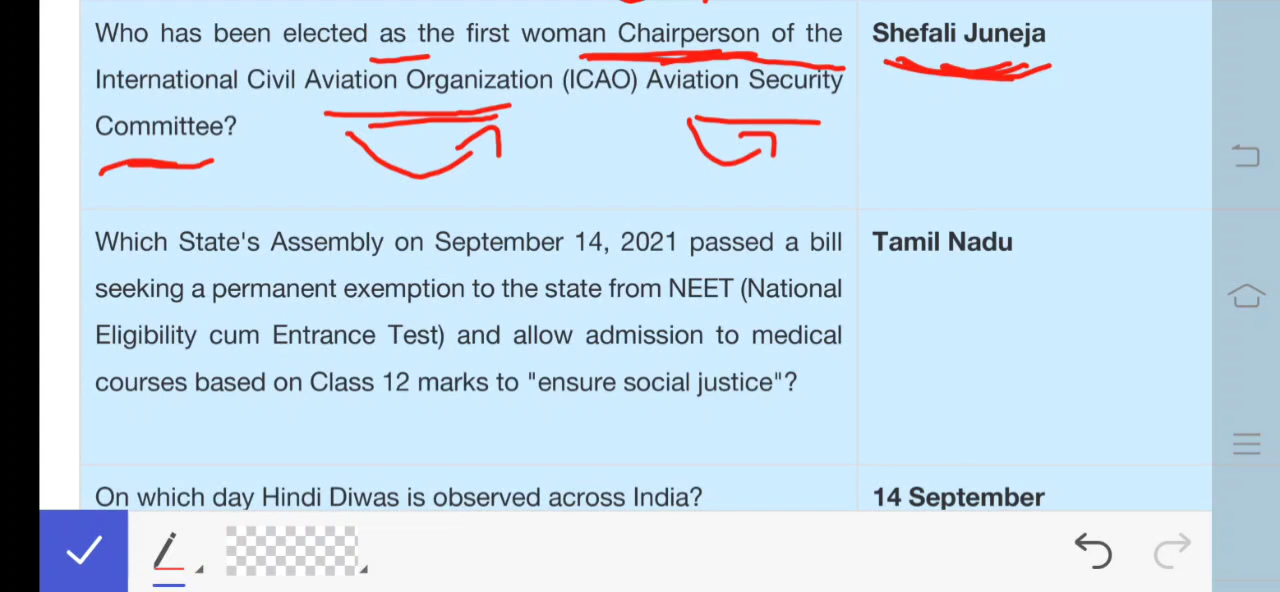 Who has been elected as the first woman Chairperson of the
International Civil Aviation Organization (ICAO) Aviation Security
Committee?
Shefali Juneja
Which State's Assembly on September 14, 2021 passed a bill
seeking a permanent exemption to the state from NEET (National
Eligibility cum Entrance Test) and allow admission to medical
courses based on Class 12 marks to "ensure social justice"?
Tamil Nadu
On which day Hindi Diwas is observed across India?
14 September